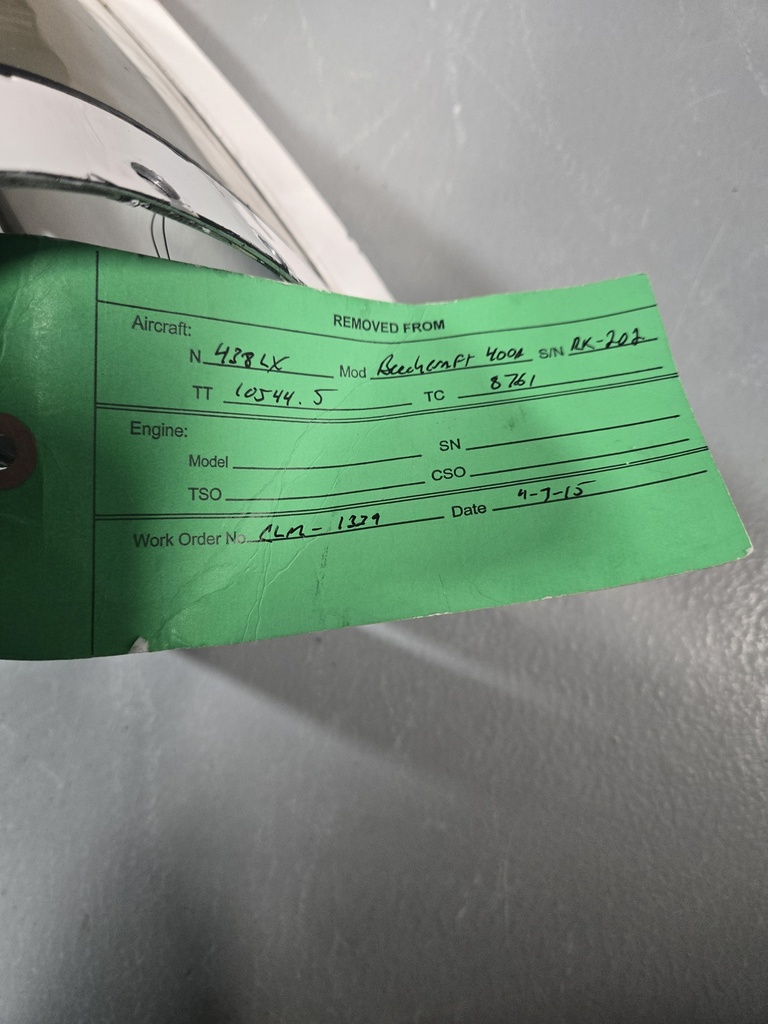 REMOVED FROM
Aircraft:
N 438LX Mod Beechcraft 400A S/N RK-202
TT 10544.5 TC 8761
Engine:
Model SN
TSO CSO
Work Order No. CLM-1339 Date 4-7-15